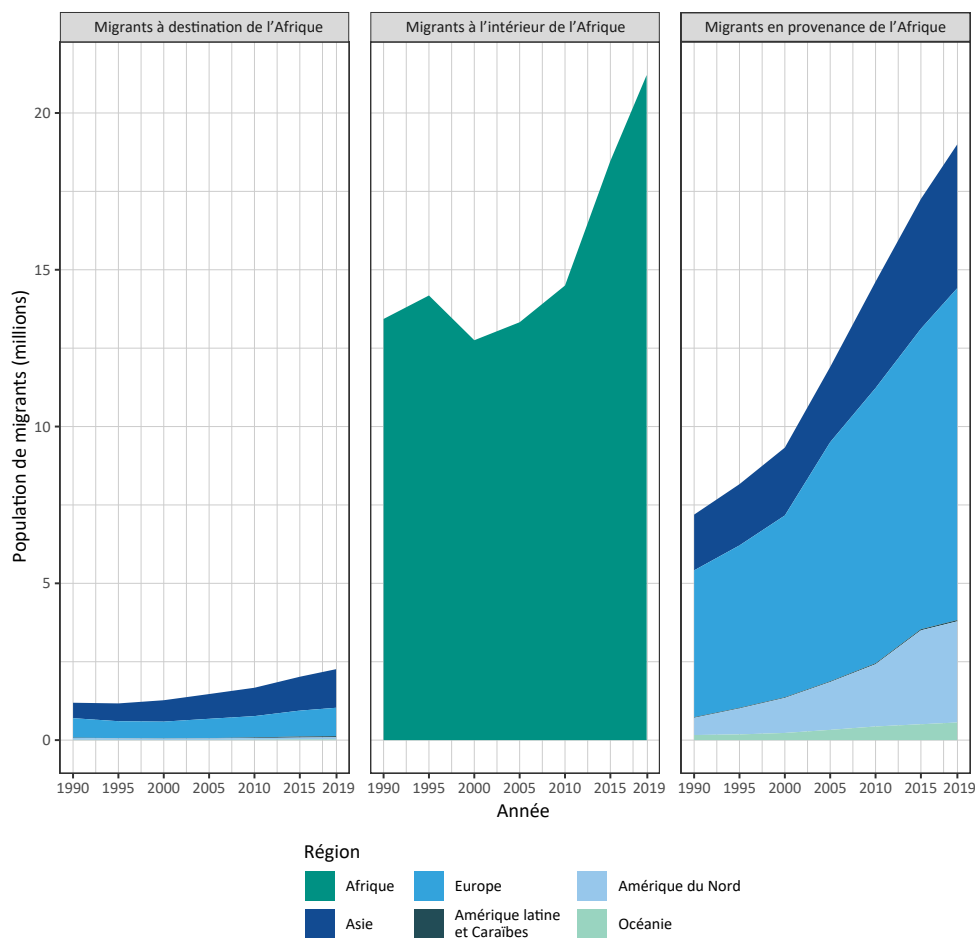 Migrants à destination de l’Afrique
Migrants à l’intérieur de l’Afrique
Migrants en provenance de l’Afrique
Population de migrants (millions)
20
15
10
5
0
1990 1995 2000 2005 2010 2015 2019
1990 1995 2000 2005 2010 2015 2019
1990 1995 2000 2005 2010 2015 2019
Année
Région
Afrique
Europe
Amérique du Nord
Asie
Amérique latine
et Caraïbes
Océanie